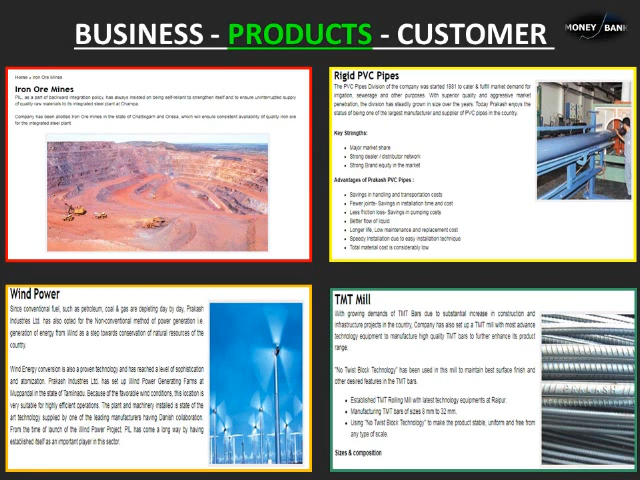 BUSINESS - PRODUCTS - CUSTOMER
MONEY BANK
Home » Iron Ore Mines
Iron Ore Mines
PIL, as a part of backward integration policy, has always insisted on being self-reliant to strengthen itself and to ensure uninterrupted supply
of quality raw materials to its integrated steel plant at Champa.
Company has been allotted Iron Ore mines in the state of Chattisgarh and Orissa, which will ensure consistent availability of quality iron ore
for the integrated steel plant.
Rigid PVC Pipes
The PVC Pipes Division of the company was started 1981 to cater & fulfil market demand for
irrigation, sewerage and other purposes. With superior quality and aggressive market
penetration, the division has steadily grown in size over the years. Today Prakash enjoys the
status of being one of the largest manufacturer and supplier of PVC pipes in the country.
Key Strengths:
Major market share
Strong dealer / distributor network
Strong Brand equity in the market
Advantages of Prakash PVC Pipes :
Savings in handling and transportation costs
Fewer joints- Savings in installation time and cost
Less friction loss- Savings in pumping costs
Better flow of liquid
Longer life, Low maintenance and replacement cost
Speedy Installation due to easy installation technique
Total material cost is considerably low
Wind Power
Since conventional fuel, such as petroleum, coal & gas are depleting day by day, Prakash
Industries Ltd. has also opted for the Non-conventional method of power generation i.e.
generation of energy from Wind as a step towards conservation of natural resources of the
country.
Wind Energy conversion is also a proven technology and has reached a level of sophistication
and atomization. Prakash Industries Ltd. has set up Wind Power Generating Farms at
Muppandal in the state of Tamilnadu. Because of the favorable wind conditions, this location is
very suitable for highly efficient operations. The plant and machinery installed is state of the
art technology supplied by one of the leading manufacturers having Danish collaboration.
From the time of launch of the Wind Power Project, PIL has come a long way by having
established itself as an important player in this sector.
TMT Mill
With growing demands of TMT Bars due to substantial increase in construction and
infrastructure projects in the country, Company has also set up a TMT mill with most advance
technology equipment to manufacture high quality TMT bars to further enhance its product
range.
"No Twist Block Technology" has been used in this mill to maintain best surface finish and
other desired features in the TMT bars.
Established TMT Rolling Mill with latest technology equipments at Raipur.
Manufacturing TMT bars of sizes 8 mm to 32 mm.
Using "No Twist Block Technology" to make the product stable, uniform and free from
any type of scale.
Sizes & composition
PRAKASH